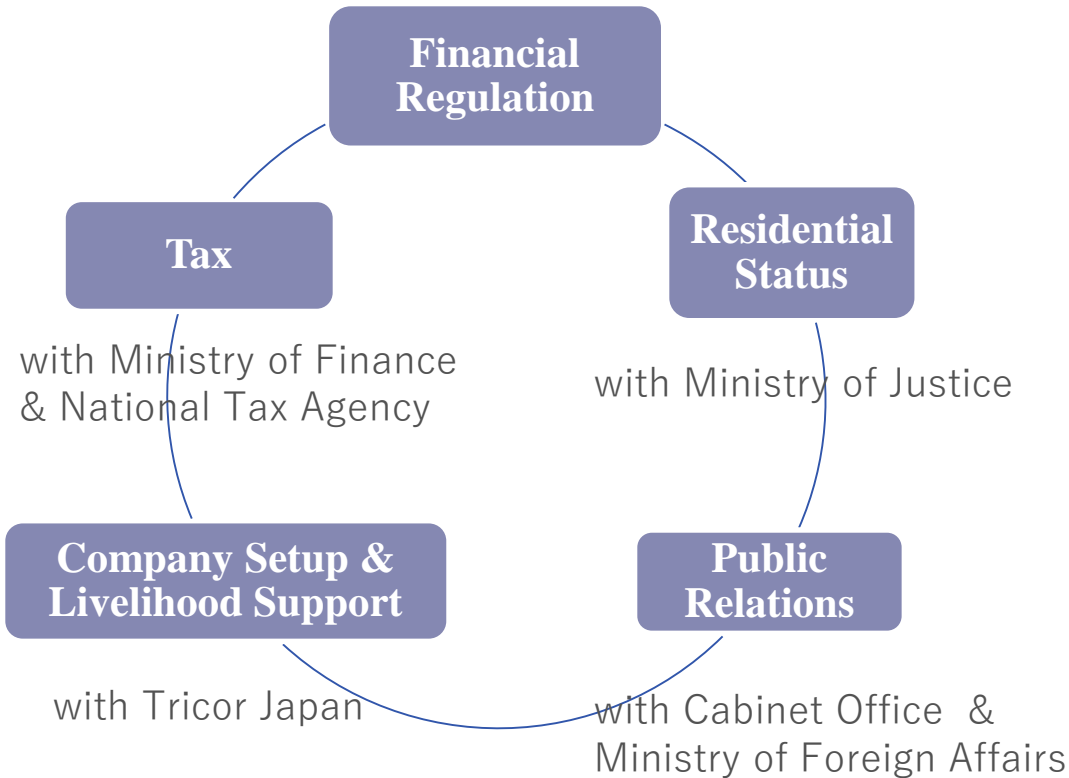 Financial
Regulation
Residential
Status
with Ministry of Justice
Public
Relations
with Cabinet Office &
Ministry of Foreign Affairs
Company Setup &
Livelihood Support
with Tricor Japan
Tax
with Ministry of Finance
& National Tax Agency